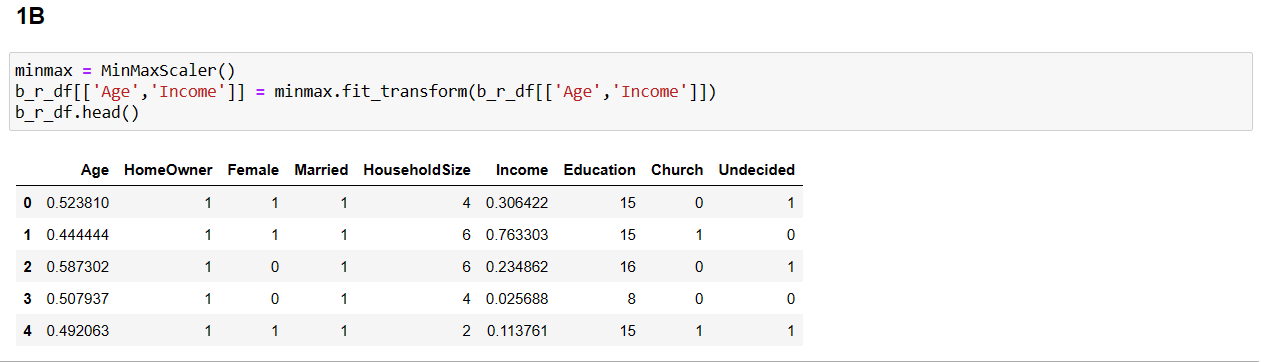 1B
minmax = MinMaxScaler()
b_r_df[['Age','Income']] = minmax.fit_transform(b_r_df[['Age','Income']])
b_r_df.head()
Age HomeOwner Female Married HouseholdSize Income Education Church Undecided
0 0.523810 1 1 1 4 0.306422 15 0 1
1 0.444444 1 1 1 6 0.763303 15 1 0
2 0.587302 1 0 1 6 0.234862 16 0 1
3 0.507937 1 0 1 4 0.025688 8 0 0
4 0.492063 1 1 1 2 0.113761 15 1 1